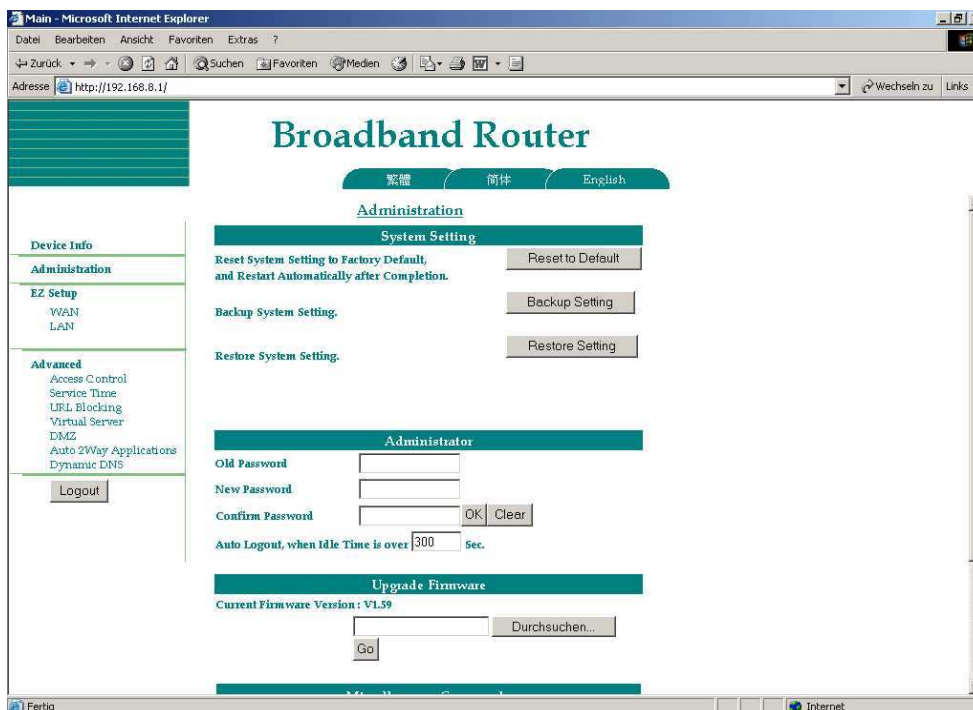 Main - Microsoft Internet Explorer
Datei Bearbeiten Ansicht Favoriten Extras ?
Zurück Suchen Favoriten Medien
Adresse http://192.168.8.1/ Wechseln zu Links
Broadband Router
繁體 简体 English
Administration
Device Info
Administration
EZ Setup
WAN
LAN
Advanced
Access Control
Service Time
URL Blocking
Virtual Server
DMZ
Auto 2Way Applications
Dynamic DNS
Logout
System Setting
Reset System Setting to Factory Default,
and Restart Automatically after Completion.
Reset to Default
Backup System Setting.
Backup Setting
Restore System Setting.
Restore Setting
Administrator
Old Password
New Password
Confirm Password OK Clear
Auto Logout, when Idle Time is over 300 Sec.
Upgrade Firmware
Current Firmware Version : V1.59
Durchsuchen...
Go
Fertig Internet